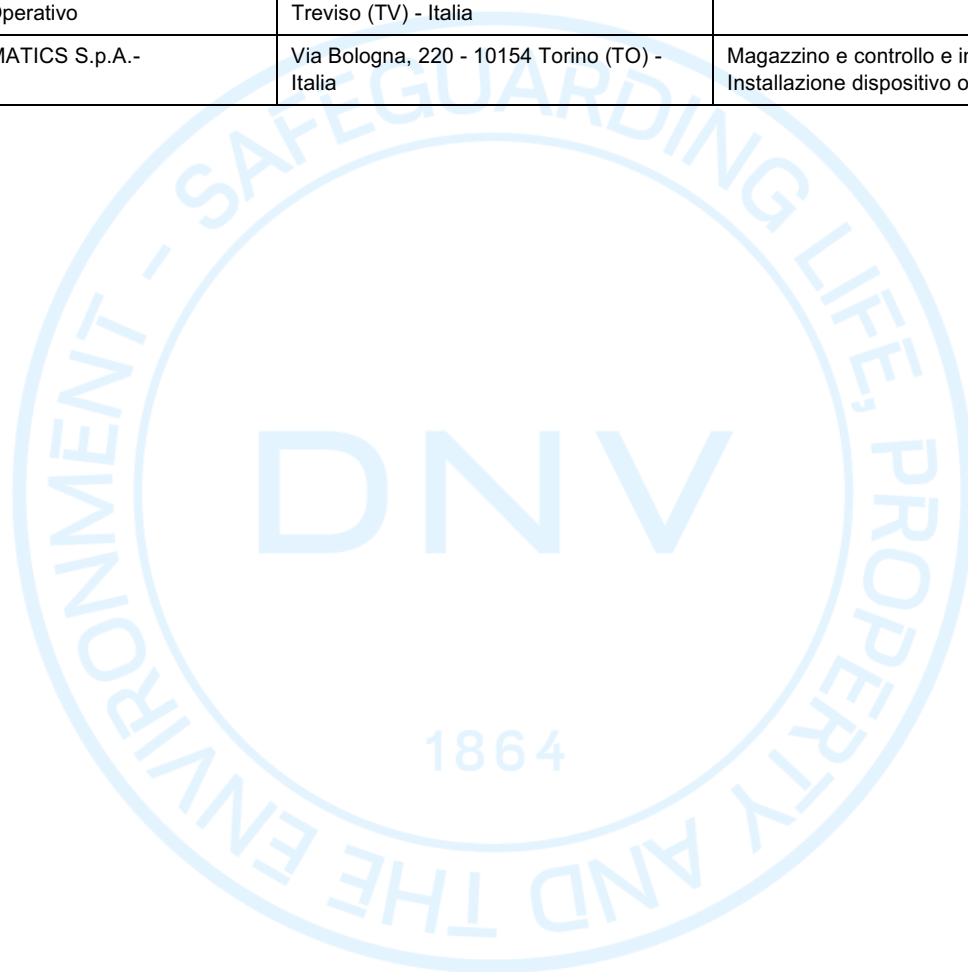 Operativo
Treviso (TV) - Italia
MATICS S.p.A.-
Via Bologna, 220 - 10154 Torino (TO) -
Italia
Magazzino e controllo e
Installazione dispositivo
SAFEGUARDING LIFE, PROPERTY AND THE ENVIRONMENT -
DNV
1864